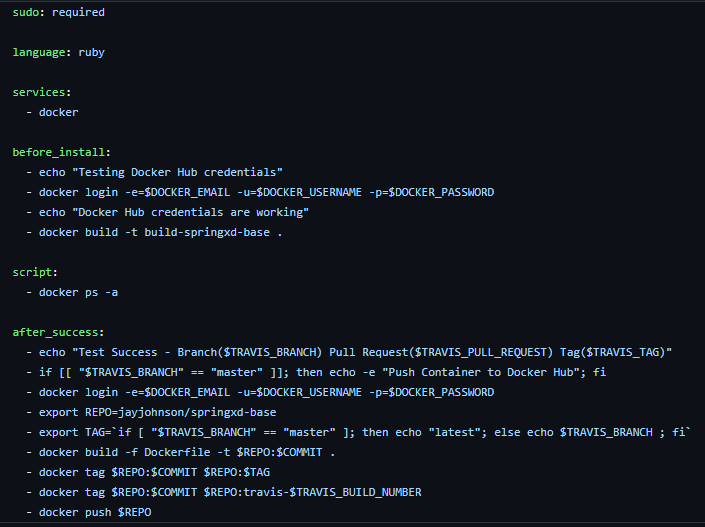 sudo: required
language: ruby
services:
- docker
before_install:
- echo "Testing Docker Hub credentials"
- docker login -e=$DOCKER_EMAIL -u=$DOCKER_USERNAME -p=$DOCKER_PASSWORD
- echo "Docker Hub credentials are working"
- docker build -t build-springxd-base .
script:
- docker ps -a
after_success:
- echo "Test Success - Branch($TRAVIS_BRANCH) Pull Request($TRAVIS_PULL_REQUEST) Tag($TRAVIS_TAG)"
- if [[ "$TRAVIS_BRANCH" == "master" ]]; then echo -e "Push Container to Docker Hub"; fi
- docker login -e=$DOCKER_EMAIL -u=$DOCKER_USERNAME -p=$DOCKER_PASSWORD
- export REPO=jayjohnson/springxd-base
- export TAG=`if [ "$TRAVIS_BRANCH" == "master" ]; then echo "latest"; else echo $TRAVIS_BRANCH ; fi`
- docker build -f Dockerfile -t $REPO:$COMMIT .
- docker tag $REPO:$COMMIT $REPO:$TAG
- docker tag $REPO:$COMMIT $REPO:travis-$TRAVIS_BUILD_NUMBER
- docker push $REPO